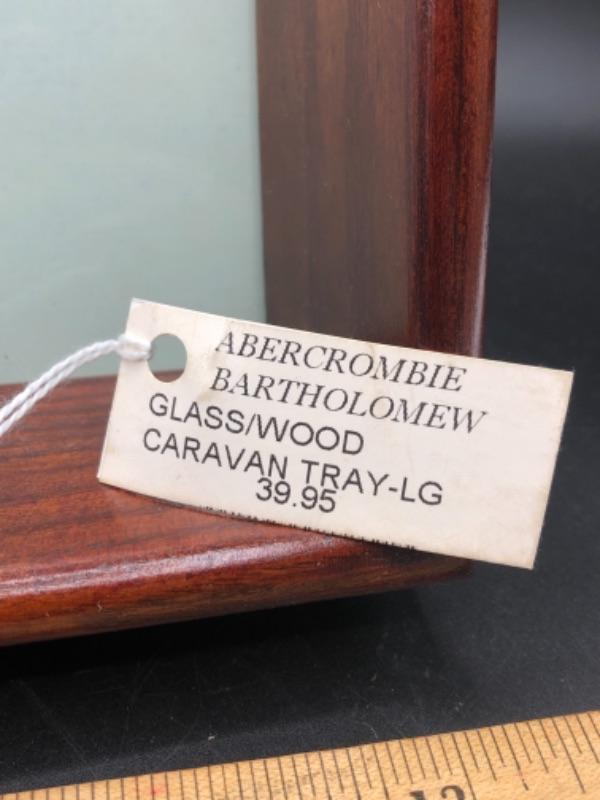 ABERCROMBIE
BARTHOLOMEW
GLASS/WOOD
CARAVAN TRAY-LG
39.95